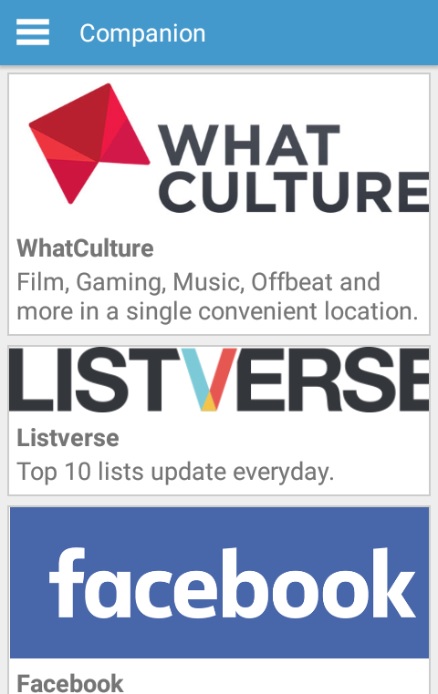 Companion
WHAT
CULTURE
WhatCulture
Film, Gaming, Music, Offbeat and
more in a single convenient location.
LISTVERSE
Listverse
Top 10 lists update everyday.
facebook
Facebook